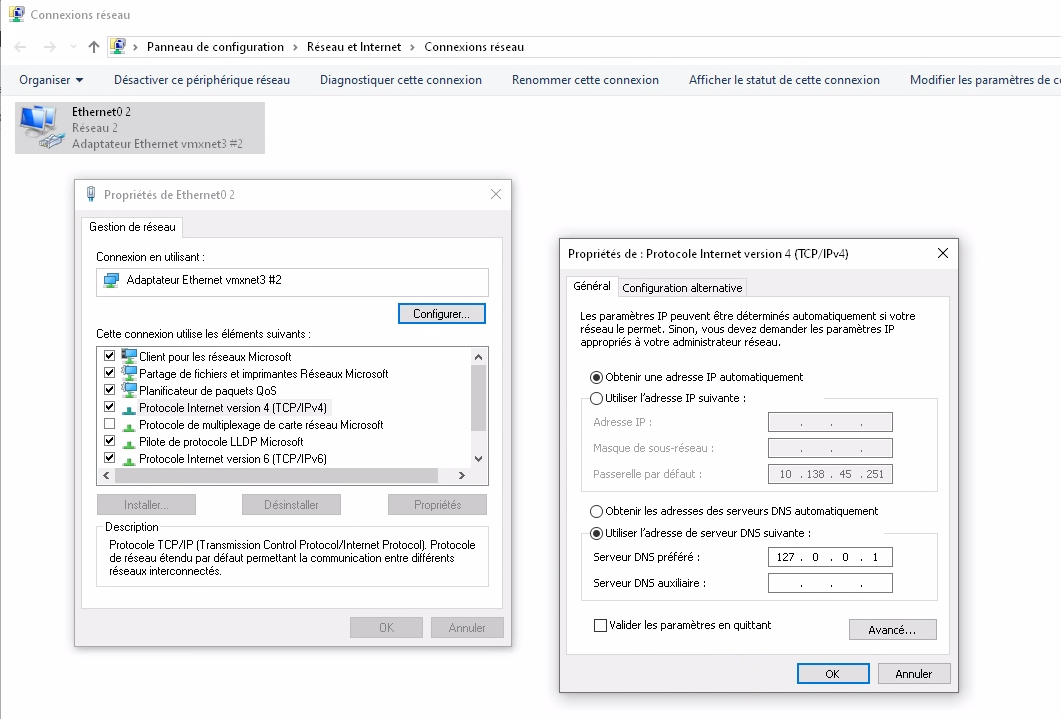 Connexions réseau
Panneau de configuration > Réseau et Internet > Connexions réseau
Organiser Désactiver ce périphérique réseau Diagnostiquer cette connexion Renommer cette connexion Afficher le statut de cette connexion Modifier les paramètres de c
Ethernet0 2
Réseau 2
Adaptateur Ethernet vmxnet3 #2
Propriétés de Ethernet0 2
Gestion de réseau
Connexion en utilisant :
Adaptateur Ethernet vmxnet3 #2
Configurer...
Cette connexion utilise les éléments suivants :
Client pour les réseaux Microsoft
Partage de fichiers et imprimantes Réseaux Microsoft
Planificateur de paquets QoS
Protocole Internet version 4 (TCP/IPv4)
Protocole de multiplexage de carte réseau Microsoft
Pilote de protocole LLDP Microsoft
Protocole Internet version 6 (TCP/IPv6)
Installer... Désinstaller Propriétés
Description
Protocole TCP/IP (Transmission Control Protocol/Internet Protocol). Protocole
de réseau étendu par défaut permettant la communication entre différents
réseaux interconnectés.
OK Annuler
Propriétés de : Protocole Internet version 4 (TCP/IPv4)
Général Configuration alternative
Les paramètres IP peuvent être déterminés automatiquement si votre
réseau le permet. Sinon, vous devez demander les paramètres IP
appropriés à votre administrateur réseau.
Obtenir une adresse IP automatiquement
Utiliser l'adresse IP suivante :
Adresse IP : . . .
Masque de sous-réseau : . . .
Passerelle par défaut : 10 . 138 . 45 . 251
Obtenir les adresses des serveurs DNS automatiquement
Utiliser l'adresse de serveur DNS suivante :
Serveur DNS préféré : 127 . 0 . 0 . 1
Serveur DNS auxiliaire : . . .
Valider les paramètres en quittant
Avancé...
OK Annuler